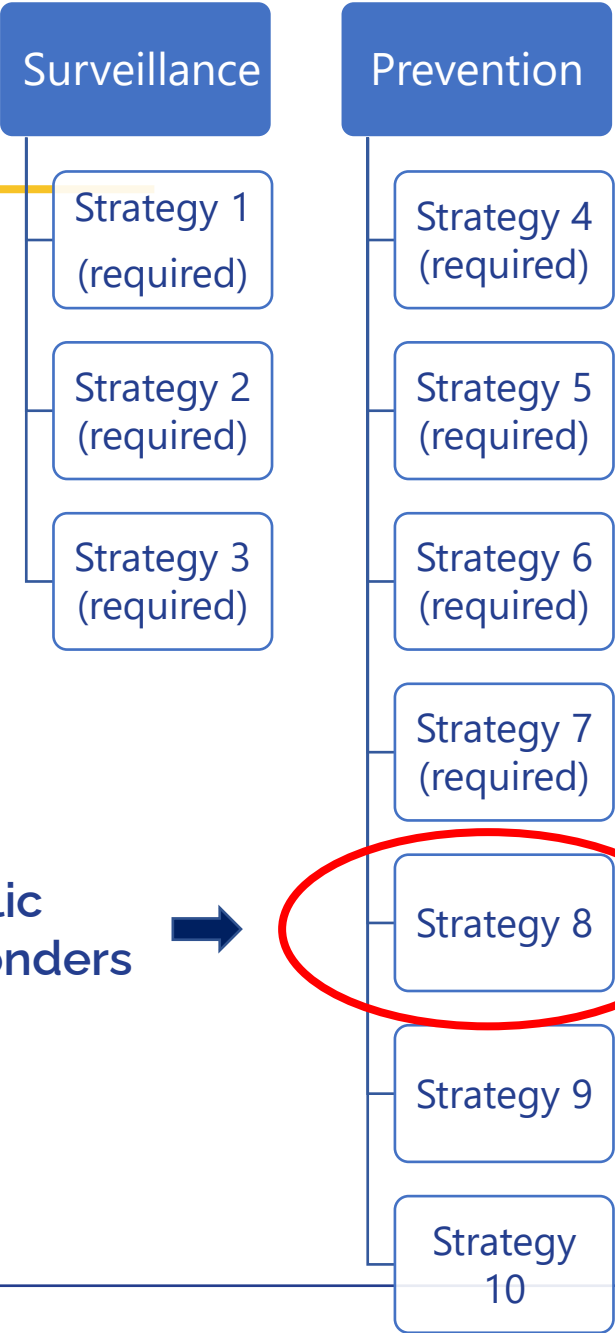 Surveillance
Strategy 1
(required)
Strategy 2
(required)
Strategy 3
(required)
Prevention
Strategy 4
(required)
Strategy 5
(required)
Strategy 6
(required)
Strategy 7
(required)
lic
onders
Strategy 8
Strategy 9
Strategy
10